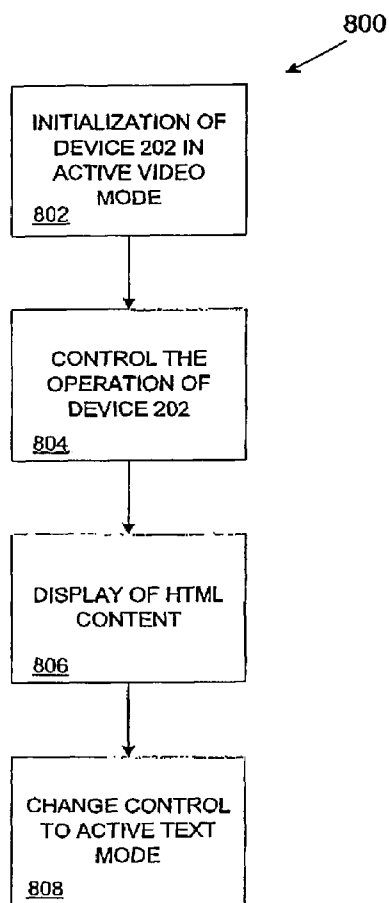 800
INITIALIZATION OF
DEVICE 202 IN
ACTIVE VIDEO
MODE
802
CONTROL THE
OPERATION OF
DEVICE 202
804
DISPLAY OF HTML
CONTENT
806
CHANGE CONTROL
TO ACTIVE TEXT
MODE
808